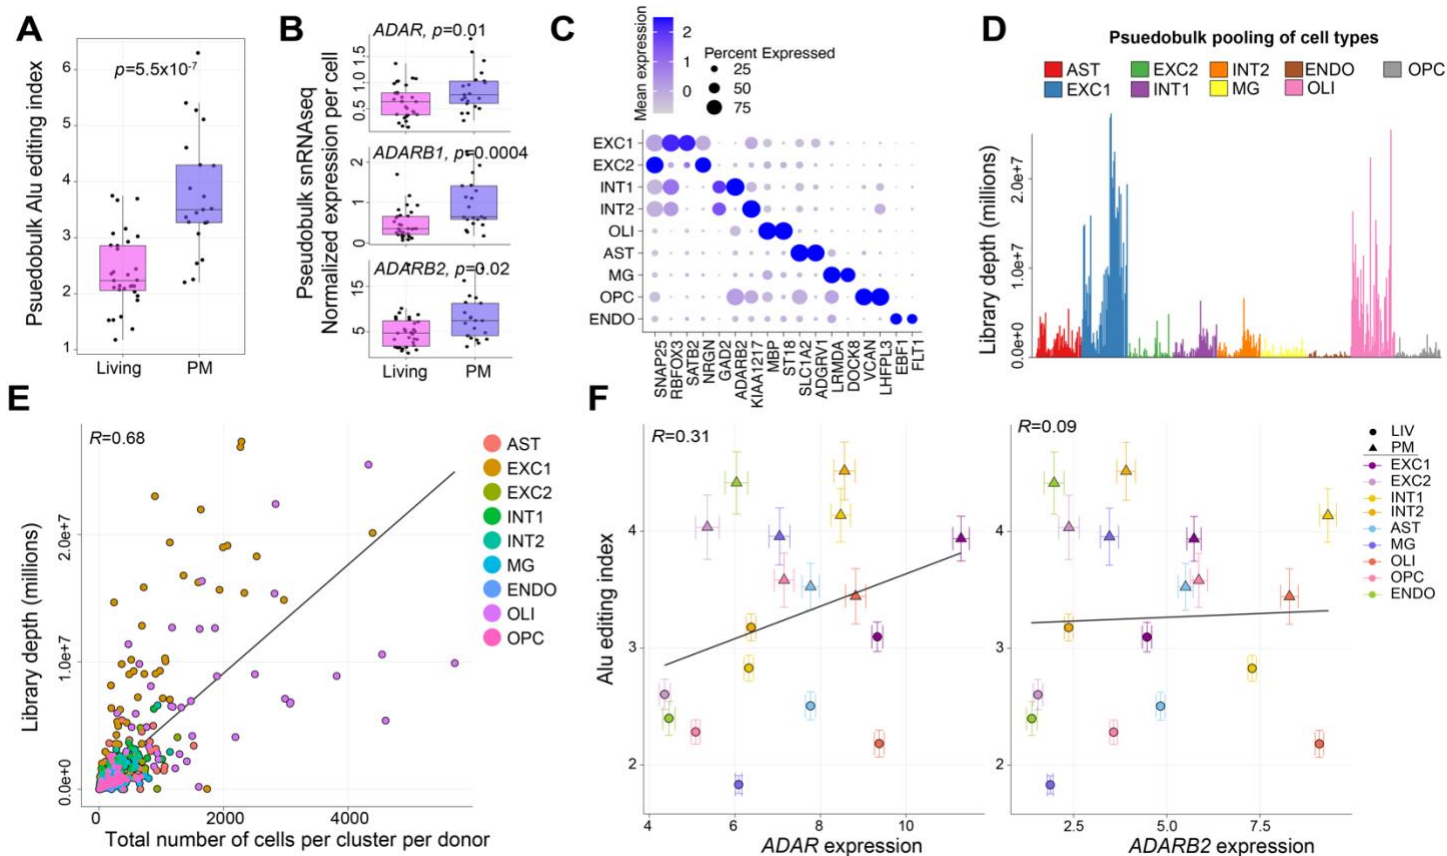 A
Psuedobulk Alu editing index
p=5.5x10-7
6
5
4
3
2
1
Living PM
B
Pseudobulk snRNAseq
Normalized expression per cell
ADAR, p=0.01
1.5
1.0
0.5
ADARB1, p=0.0004
2
1
0
ADARB2, p=0.02
15
5
Living PM
C
Mean expression
2
1
0
Percent Expressed
25
50
75
EXC1
EXC2
INT1
INT2
OLI
AST
MG
OPC
ENDO
SNAP25
RBFOX3
SATB2
NRGN
GAD2
ADARB2
KIAA1217
MBP
ST18
SLC1A2
ADGRV1
LRMDA
DOCK8
VCAN
LHFPL3
EBF1
FLT1
D
Psuedobulk pooling of cell types
AST EXC2 INT2 ENDO OPC
EXC1 INT1 MG OLI
Library depth (millions)
2.0e+7
1.0e+7
0.0e+0
E
R=0.68
Library depth (millions)
2.0e+7
1.0e+7
0.0e+0
0 2000 4000
Total number of cells per cluster per donor
AST
EXC1
EXC2
INT1
INT2
MG
ENDO
OLI
OPC
F
Alu editing index
R=0.31
4
3
2
4 6 8 10
ADAR expression
R=0.09
4
3
2
2.5 5.0 7.5
ADARB2 expression
LIV
PM
EXC1
EXC2
INT1
INT2
AST
MG
OLI
OPC
ENDO